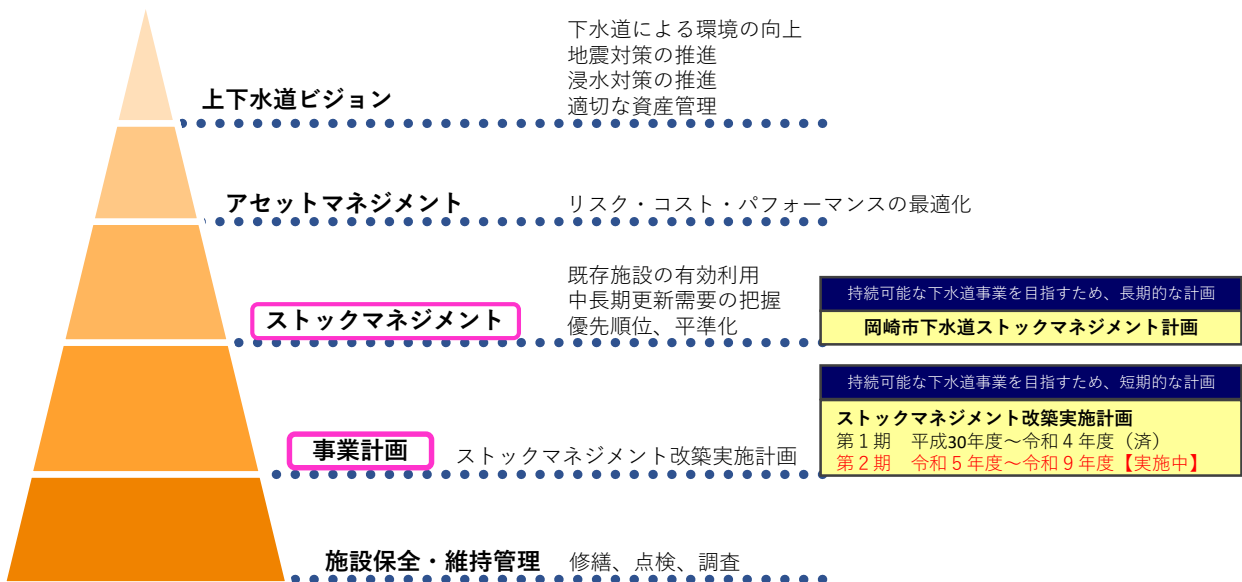 下水道による環境の向上
地震対策の推進
浸水対策の推進
適切な資産管理
上下水道ビジョン
アセットマネジメント
リスク・コスト・パフォーマンスの最適化
既存施設の有効利用
中長期更新需要の把握
優先順位、平準化
ストックマネジメント
持続可能な下水道事業を目指すため、長期的な計画
岡崎市下水道ストックマネジメント計画
持続可能な下水道事業を目指すため、短期的な計画
ストックマネジメント改築実施計画
第１期　平成30年度～令和４年度（済）
第２期　令和５年度～令和９年度【実施中】
事業計画
ストックマネジメント改築実施計画
施設保全・維持管理
修繕、点検、調査